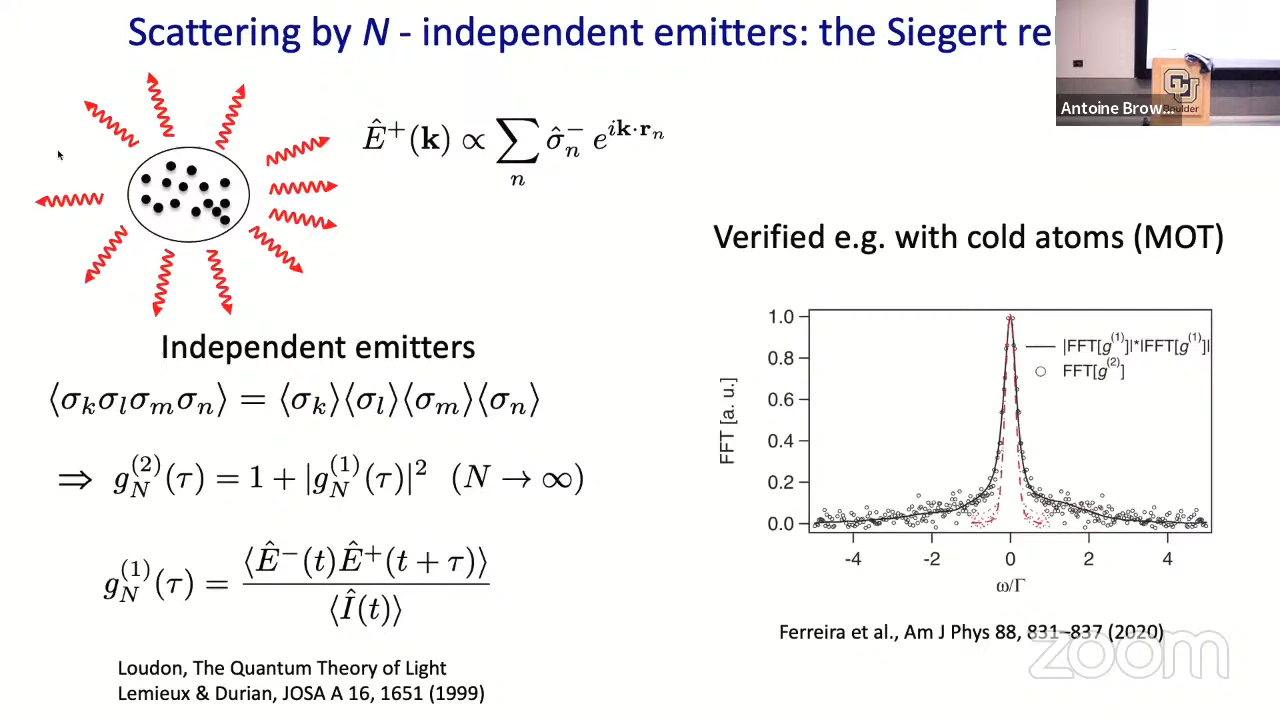 Scattering by N - independent emitters: the Siegert re
Antoine Brow...
Boulder
Ê⁺(k) ∝ ∑ₙ σ̂ₙ⁻ e^{ik·rₙ}
Verified e.g. with cold atoms (MOT)
Independent emitters
⟨σₖσₗσₘσₙ⟩ = ⟨σₖ⟩⟨σₗ⟩⟨σₘ⟩⟨σₙ⟩
⇒ g_N^{(2)}(τ) = 1 + |g_N^{(1)}(τ)|² (N → ∞)
g_N^{(1)}(τ) = ⟨Ê⁻(t)Ê⁺(t + τ)⟩ / ⟨Î(t)⟩
Loudon, The Quantum Theory of Light
Lemieux & Durian, JOSA A 16, 1651 (1999)
1.0
0.8
0.6
0.4
0.2
0.0
FFT [a. u.]
|FFT[g^{(1)}]|*|FFT[g^{(1)}]|
FFT[g^{(2)}]
-4 -2 0 2 4
ω/Γ
Ferreira et al., Am J Phys 88, 831–837 (2020)
zoom